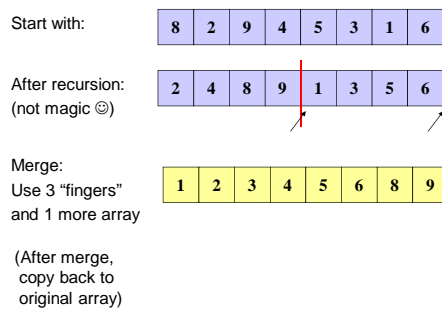 Start with:
8 2 9 4 5 3 1 6
After recursion:
(not magic ☺)
2 4 8 9 1 3 5 6
Merge:
Use 3 “fingers”
and 1 more array
1 2 3 4 5 6 8 9
(After merge,
copy back to
original array)